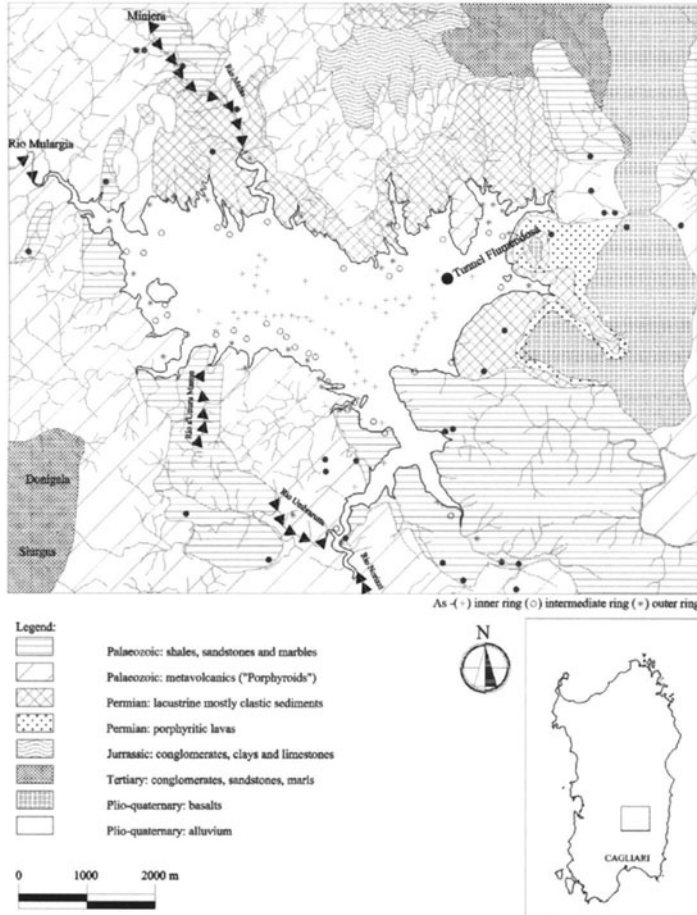 Miniera
Rio Mulargia
Tunnel Flumendosa
Donigala
Siurgus
As -(+) inner ring (○) intermediate ring (*) outer ring
Legend:
Palaeozoic: shales, sandstones and marbles
Palaeozoic: metavolcanics ("Porphyroids")
Permian: lacustrine mostly clastic sediments
Permian: porphyritic lavas
Jurrassic: conglomerates, clays and limestones
Tertiary: conglomerates, sandstones, marls
Plio-quaternary: basalts
Plio-quaternary: alluvium
N
0 1000 2000 m
CAGLIARI